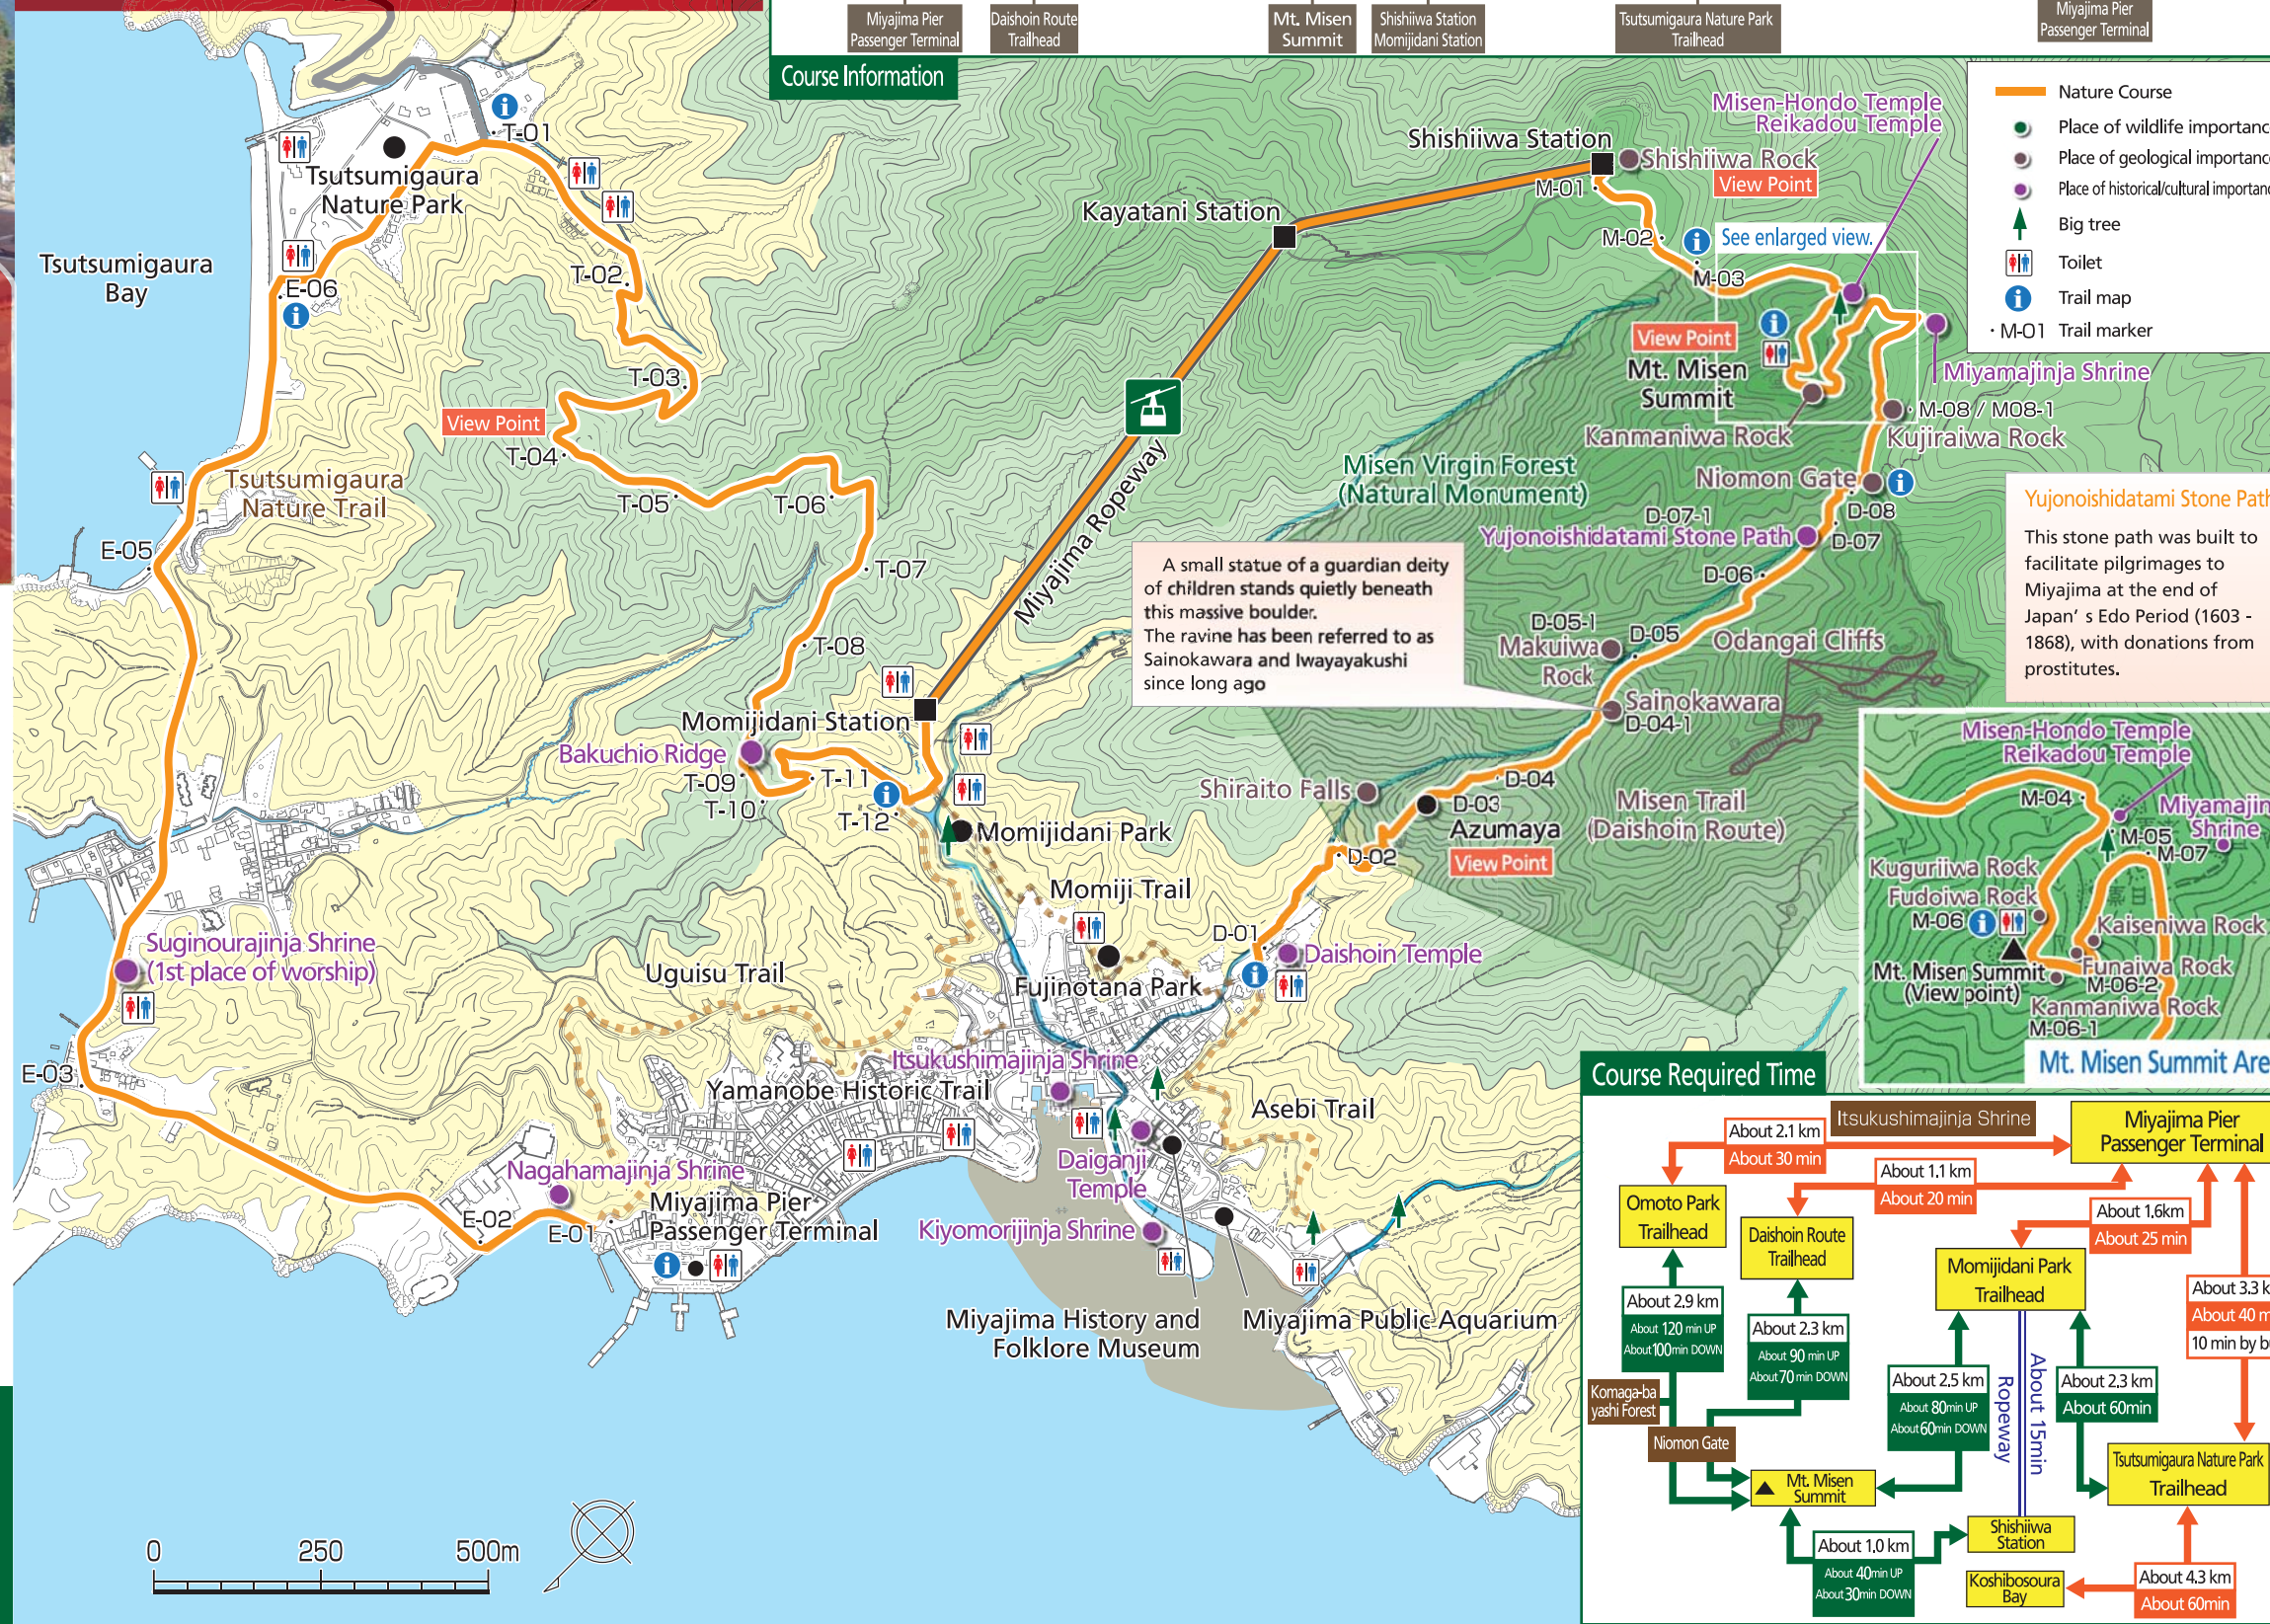 Miyajima Pier
Passenger Terminal
Daishoin Route
Trailhead
Mt. Misen
Summit
Shishiiwa Station
Momijidani Station
Tsutsumigaura Nature Park
Trailhead
Miyajima Pier
Passenger Terminal
Course Information
Nature Course
Place of wildlife importanc
Place of geological importance
Place of historical/cultural importanc
Big tree
Toilet
Trail map
M-01 Trail marker
T-01
Tsutsumigaura
Nature Park
Tsutsumigaura
Bay
E-06
T-02
T-03
View Point
T-04
T-05
T-06
T-07
T-08
Tsutsumigaura
Nature Trail
E-05
Shishiiwa Station
Shishiiwa Rock
View Point
M-01
Kayatani Station
M-02
See enlarged view.
M-03
Misen-Hondo Temple
Reikadou Temple
View Point
Mt. Misen
Summit
Miyamajinja Shrine
M-08 / M08-1
Kanmaniwa Rock
Kujiraiwa Rock
Misen Virgin Forest
(Natural Monument)
Niomon Gate
D-08
D-07-1
Yujonoishidatami Stone Path
D-07
D-06
Miyajima Ropeway
Yujonoishidatami Stone Path
This stone path was built to
facilitate pilgrimages to
Miyajima at the end of
Japan' s Edo Period (1603 -
1868), with donations from
prostitutes.
A small statue of a guardian deity
of children stands quietly beneath
this massive boulder.
The ravine has been referred to as
Sainokawara and Iwayayakushi
since long ago
D-05-1
Makuiwa
Rock
D-05
Odangai Cliffs
Sainokawara
D-04-1
Momijidani Station
Bakuchio Ridge
T-09
T-10
T-11
T-12
Momijidani Park
Shiraito Falls
D-04
D-03
Azumaya
View Point
Misen Trail
(Daishoin Route)
D-02
D-01
Momiji Trail
Daishoin Temple
Fujinotana Park
Uguisu Trail
Suginourajinja Shrine
(1st place of worship)
E-03
Itsukushimajinja Shrine
Yamanobe Historic Trail
Asebi Trail
Nagahamajinja Shrine
E-02
E-01
Miyajima Pier
Passenger Terminal
Daiganji
Temple
Kiyomorijinja Shrine
Miyajima History and
Folklore Museum
Miyajima Public Aquarium
0 250 500m
Misen-Hondo Temple
Reikadou Temple
M-04
Miyamajin
Shrine
M-05
M-07
Kuguriiwa Rock
Fudoiwa Rock
M-06
Kaiseniwa Rock
Mt. Misen Summit
(View point)
Funaiwa Rock
M-06-2
Kanmaniwa Rock
M-06-1
Mt. Misen Summit Are
Course Required Time
Itsukushimajinja Shrine
Miyajima Pier
Passenger Terminal
About 2.1 km
About 30 min
About 1.1 km
About 20 min
About 1,6km
About 25 min
Omoto Park
Trailhead
Daishoin Route
Trailhead
Momijidani Park
Trailhead
About 3.3 k
About 40 m
10 min by b
About 2.9 km
About 120 min UP
About 100min DOWN
About 2.3 km
About 90 min UP
About 70 min DOWN
About 2.5 km
About 80min UP
About 60min DOWN
About 15min
Ropeway
About 2.3 km
About 60min
Komaga-ba
yashi Forest
Niomon Gate
Mt. Misen
Summit
Tsutsumigaura Nature Park
Trailhead
Shishiiwa
Station
About 1.0 km
About 40min UP
About 30min DOWN
Koshibosoura
Bay
About 4.3 km
About 60min